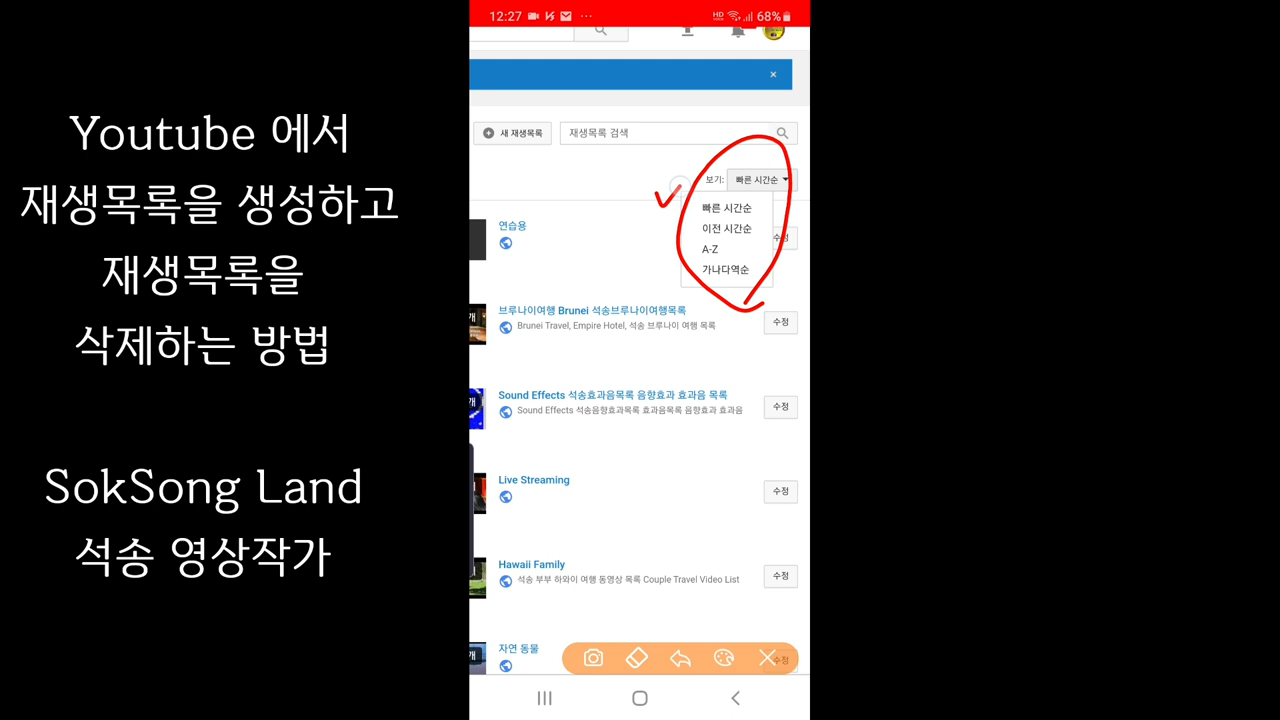 Youtube 에서
재생목록을 생성하고
재생목록을
삭제하는 방법
SokSong Land
석송 영상작가
12:27
68%
새 재생목록
재생목록 검색
보기: 빠른 시간순
빠른 시간순
이전 시간순
A-Z
가나다역순
연습용
브루나이여행 Brunei 석송브루나이여행목록
Brunei Travel, Empire Hotel, 석송 브루나이 여행 목록
수정
Sound Effects 석송효과음목록 음향효과 효과음 목록
Sound Effects 석송음향효과목록 효과음목록 음향효과 효과음
수정
Live Streaming
수정
Hawaii Family
석송 부부 하와이 여행 동영상 목록 Couple Travel Video List
수정
자연 동물